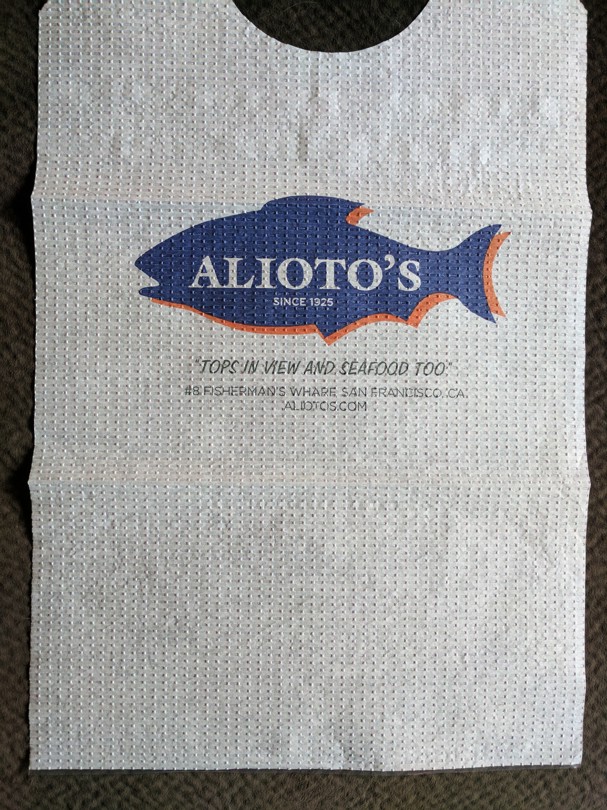 ALIOTO'S
SINCE 1925
"TOPS IN VIEW AND SEAFOOD TOO."
#8 FISHERMAN'S WHARF SAN FRANCISCO, CA.
ALIOTOS.COM